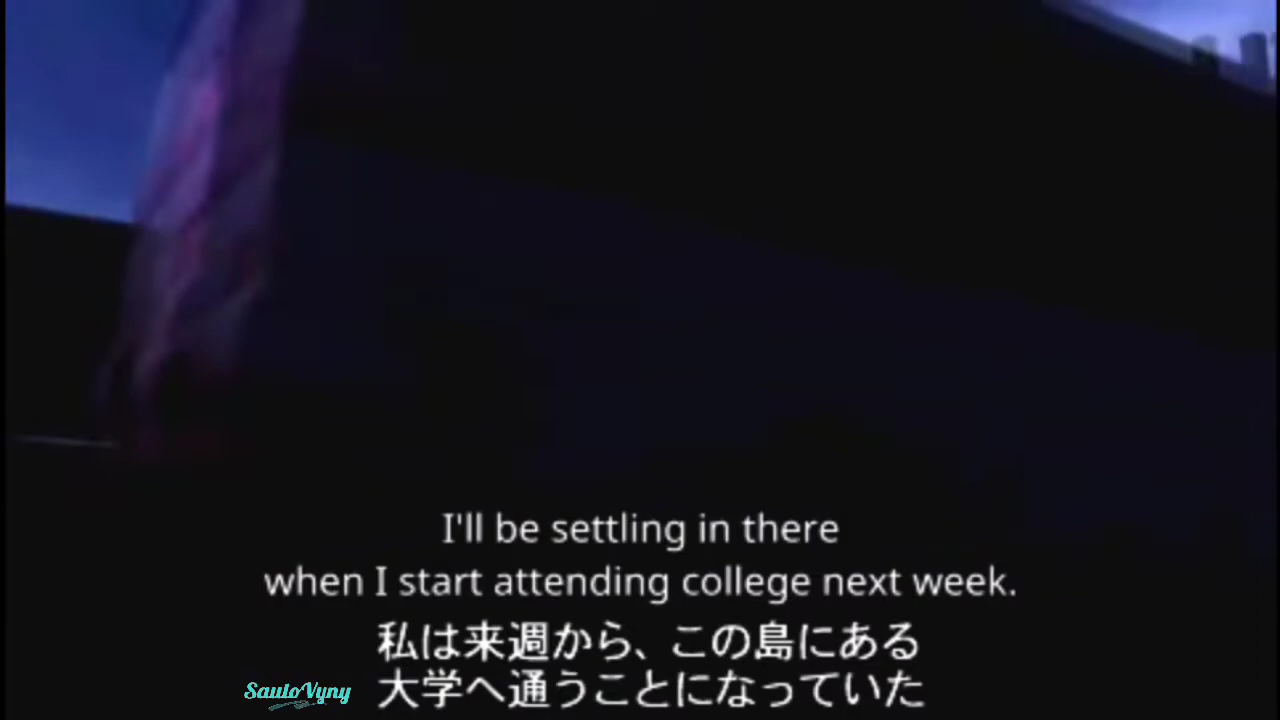 I'll be settling in there
when I start attending college next week.
私は来週から、この島にある
大学へ通うことになっていた
SauloVyny